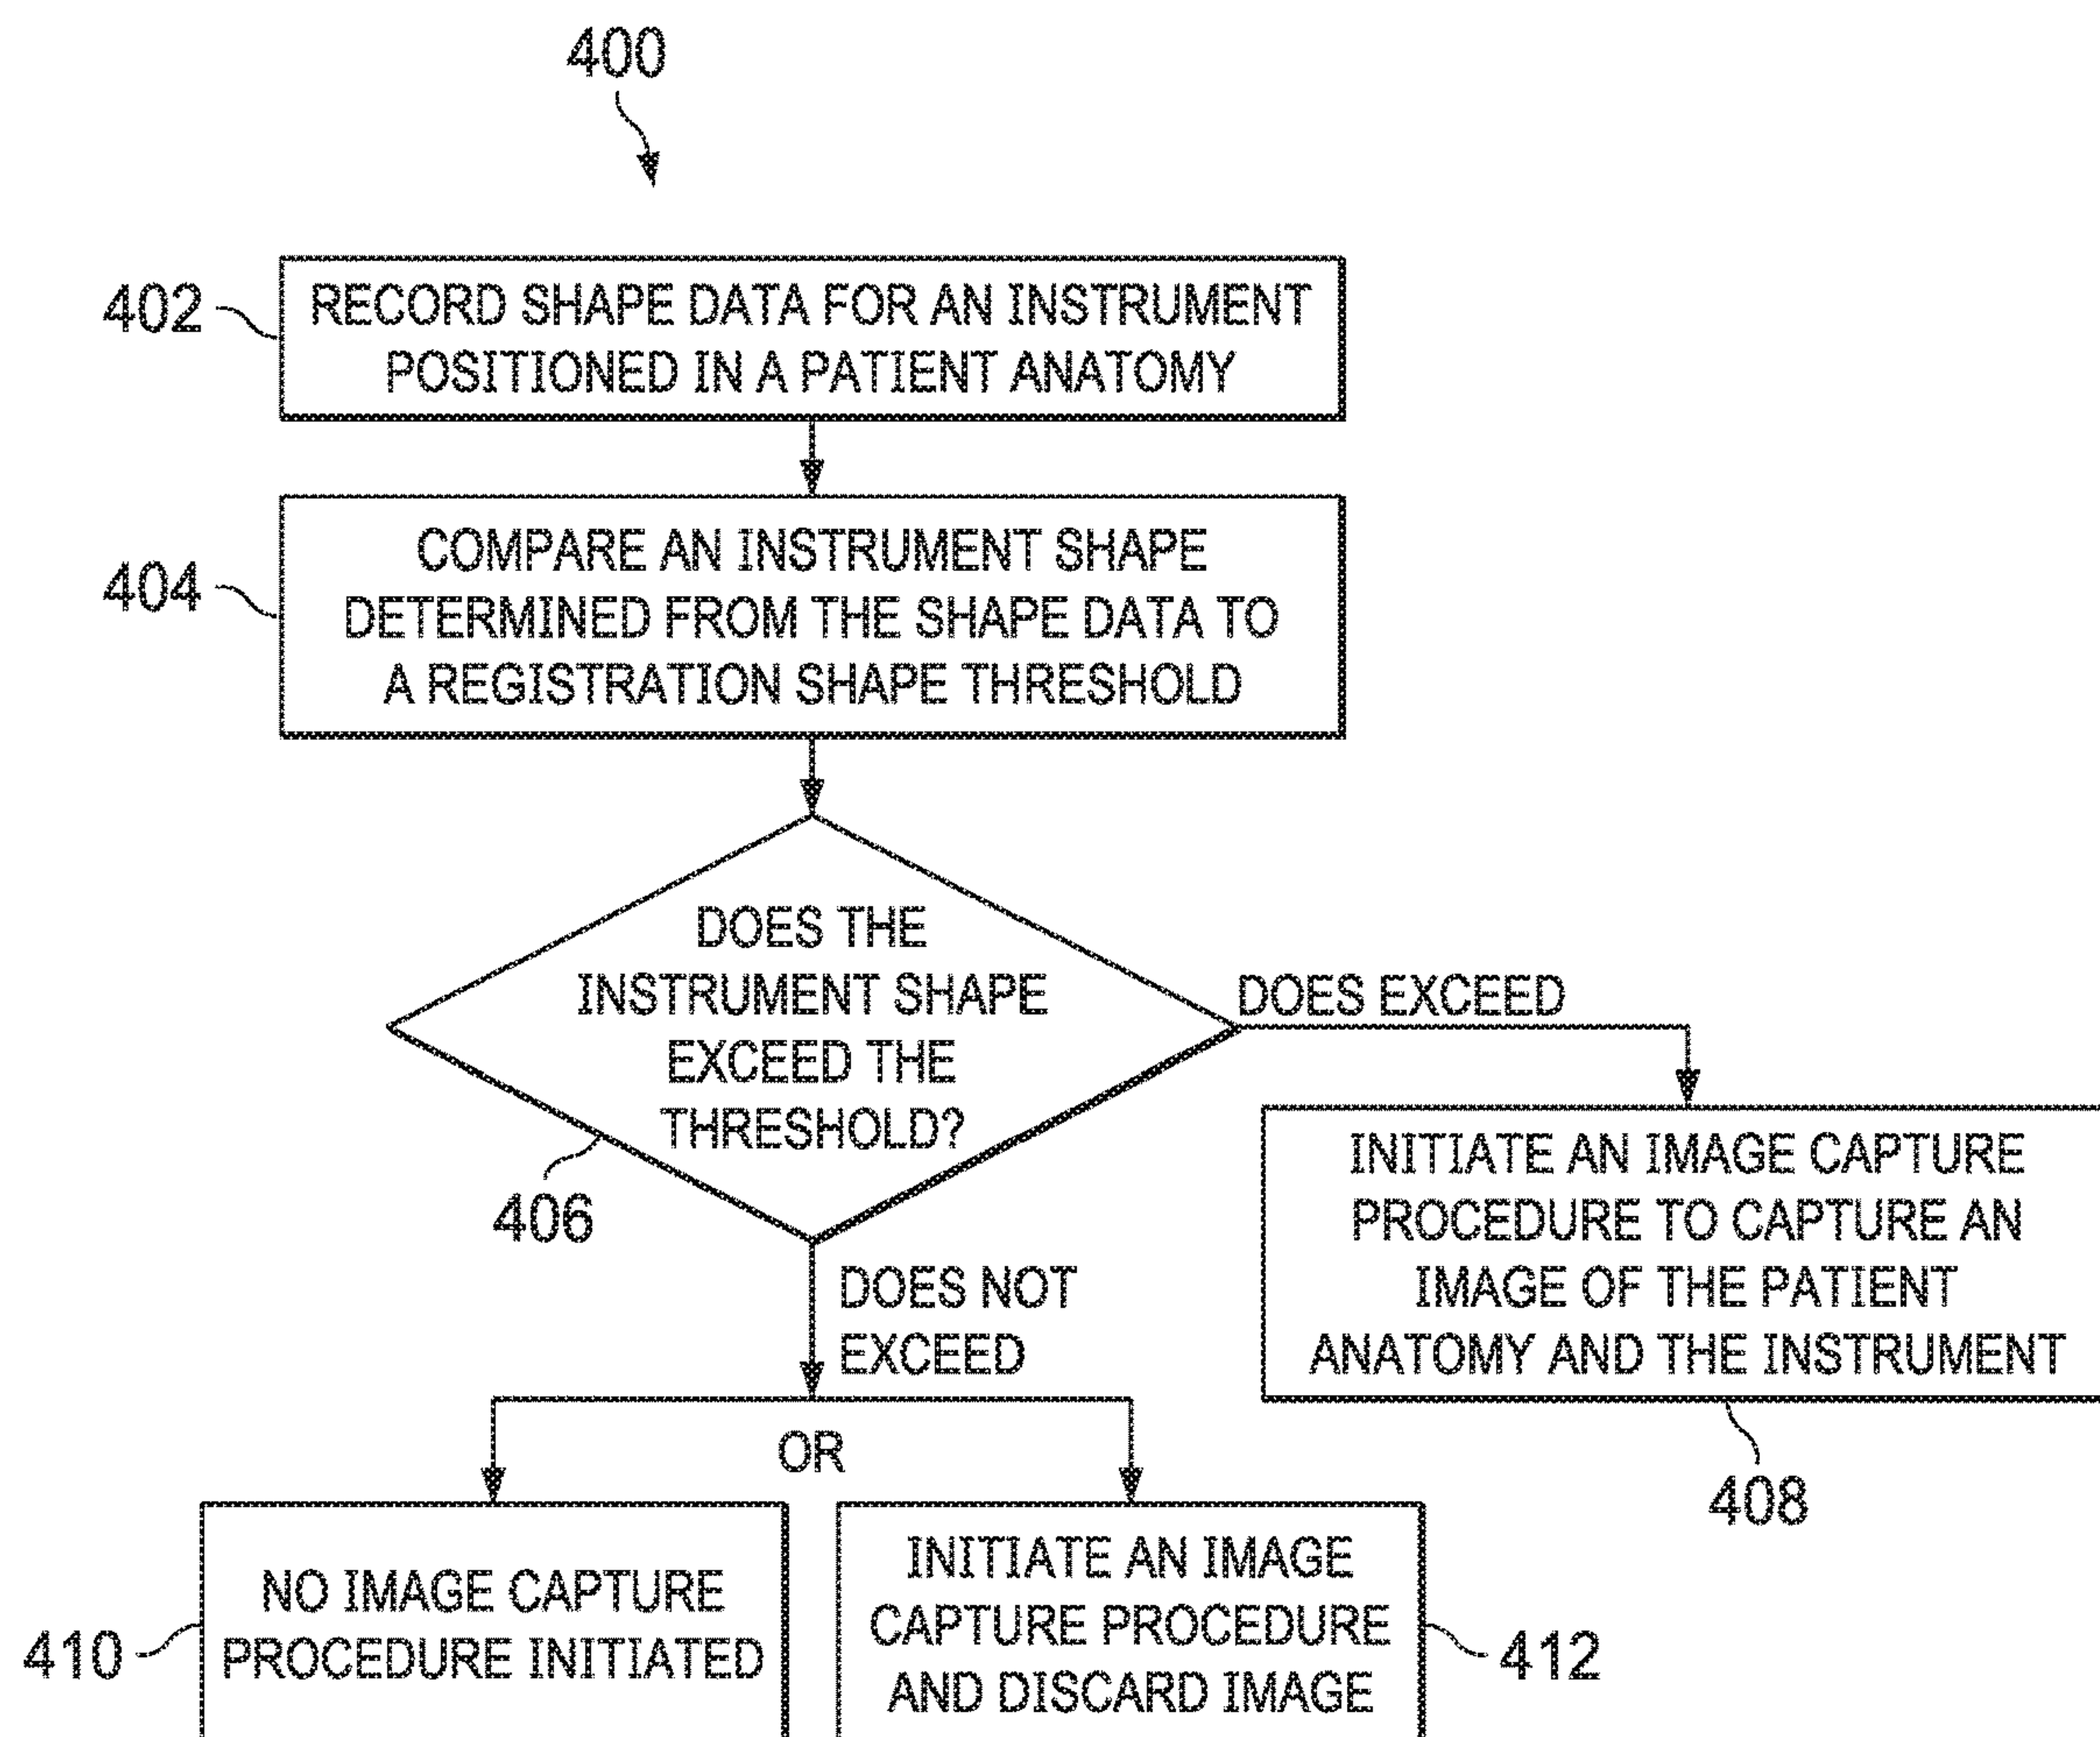 400
402
RECORD SHAPE DATA FOR AN INSTRUMENT
POSITIONED IN A PATIENT ANATOMY
404
COMPARE AN INSTRUMENT SHAPE
DETERMINED FROM THE SHAPE DATA TO
A REGISTRATION SHAPE THRESHOLD
DOES THE
INSTRUMENT SHAPE
EXCEED THE
THRESHOLD?
406
DOES EXCEED
INITIATE AN IMAGE CAPTURE
PROCEDURE TO CAPTURE AN
IMAGE OF THE PATIENT
ANATOMY AND THE INSTRUMENT
408
DOES NOT
EXCEED
OR
410
NO IMAGE CAPTURE
PROCEDURE INITIATED
INITIATE AN IMAGE
CAPTURE PROCEDURE
AND DISCARD IMAGE
412